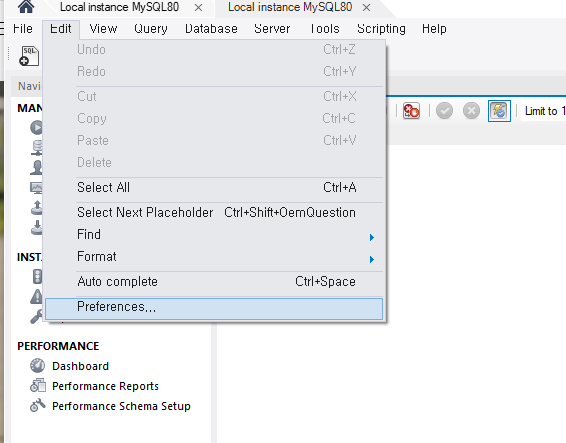 Local instance MySQL80 Local instance MySQL80
File Edit View Query Database Server Tools Scripting Help
SQL
Undo Ctrl+Z
Redo Ctrl+Y
Navi
Cut Ctrl+X
MAN
Limit to 1
Copy Ctrl+C
Paste Ctrl+V
Delete
Select All Ctrl+A
Select Next Placeholder Ctrl+Shift+OemQuestion
Find
Format
INSTA
Auto complete Ctrl+Space
Preferences...
PERFORMANCE
Dashboard
Performance Reports
Performance Schema Setup